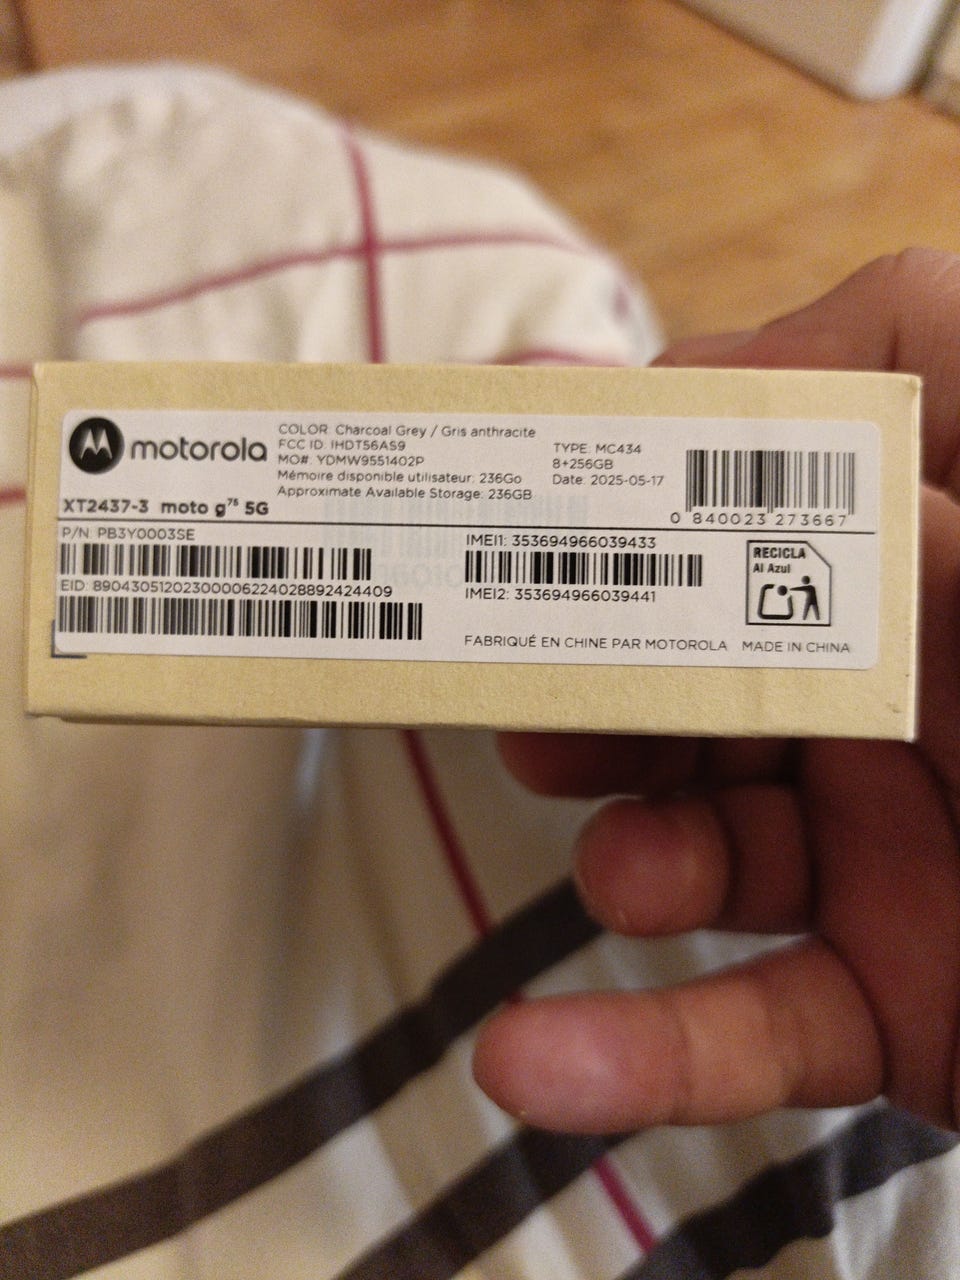 motorola
XT2437-3 moto g⁷⁵ 5G
COLOR: Charcoal Grey / Gris anthracite
FCC ID: IHDT56AS9
MO#: YDMW9551402P
Mémoire disponible utilisateur: 236Go
Approximate Available Storage: 236GB
TYPE: MC434
8+256GB
Date: 2025-05-17
0 840023 273667
P/N: PB3Y0003SE
EID: 89043051202300006224028892424409
IMEI1: 353694966039433
IMEI2: 353694966039441
RECICLA
Al Azul
FABRIQUÉ EN CHINE PAR MOTOROLA MADE IN CHINA